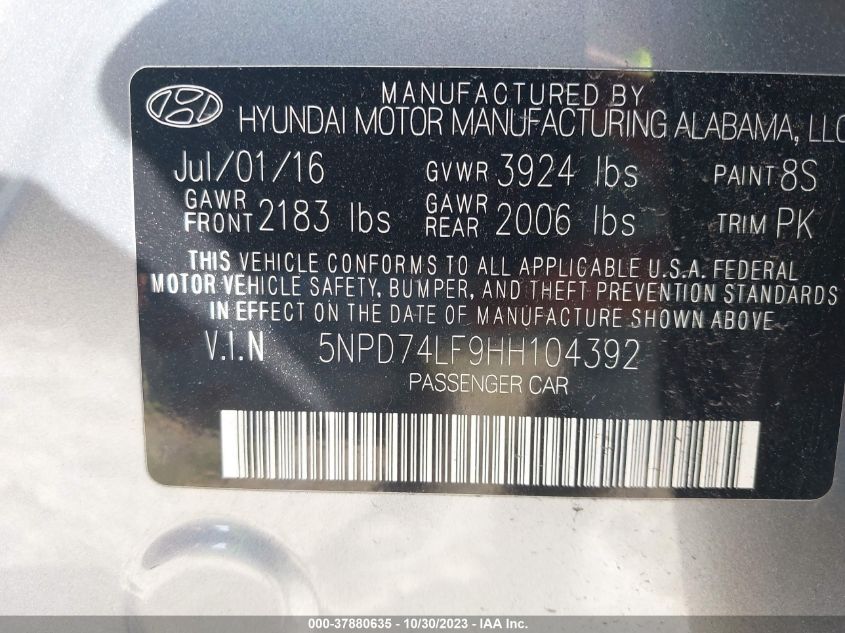 MANUFACTURED BY
HYUNDAI MOTOR MANUFACTURING ALABAMA, LLC
Jul/01/16 GVWR 3924 lbs PAINT 8S
GAWR FRONT 2183 lbs GAWR REAR 2006 lbs TRIM PK
THIS VEHICLE CONFORMS TO ALL APPLICABLE U.S.A. FEDERAL
MOTOR VEHICLE SAFETY, BUMPER, AND THEFT PREVENTION STANDARDS
IN EFFECT ON THE DATE OF MANUFACTURE SHOWN ABOVE.
V.I.N 5NPD74LF9HH104392
PASSENGER CAR
000-37880635 - 10/30/2023 - IAA Inc.